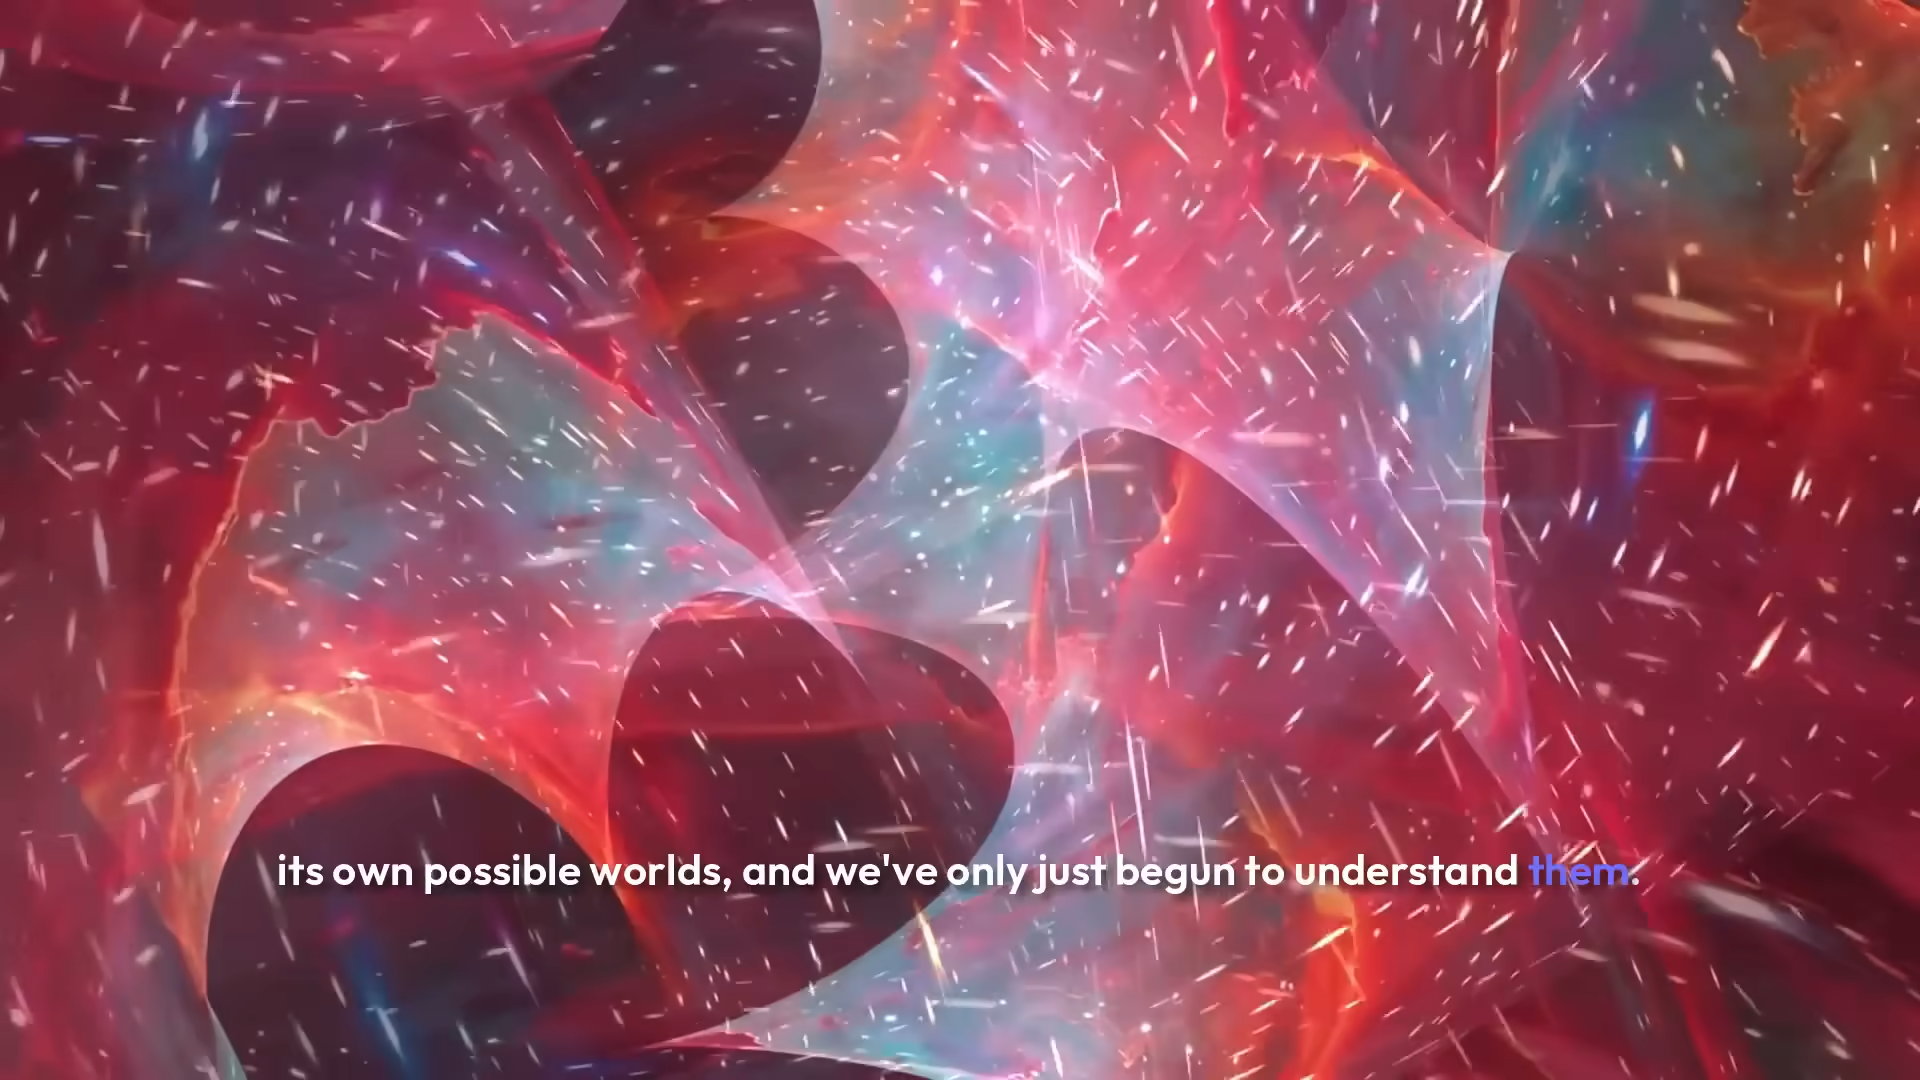 its own possible worlds, and we've only just begun to understand them.